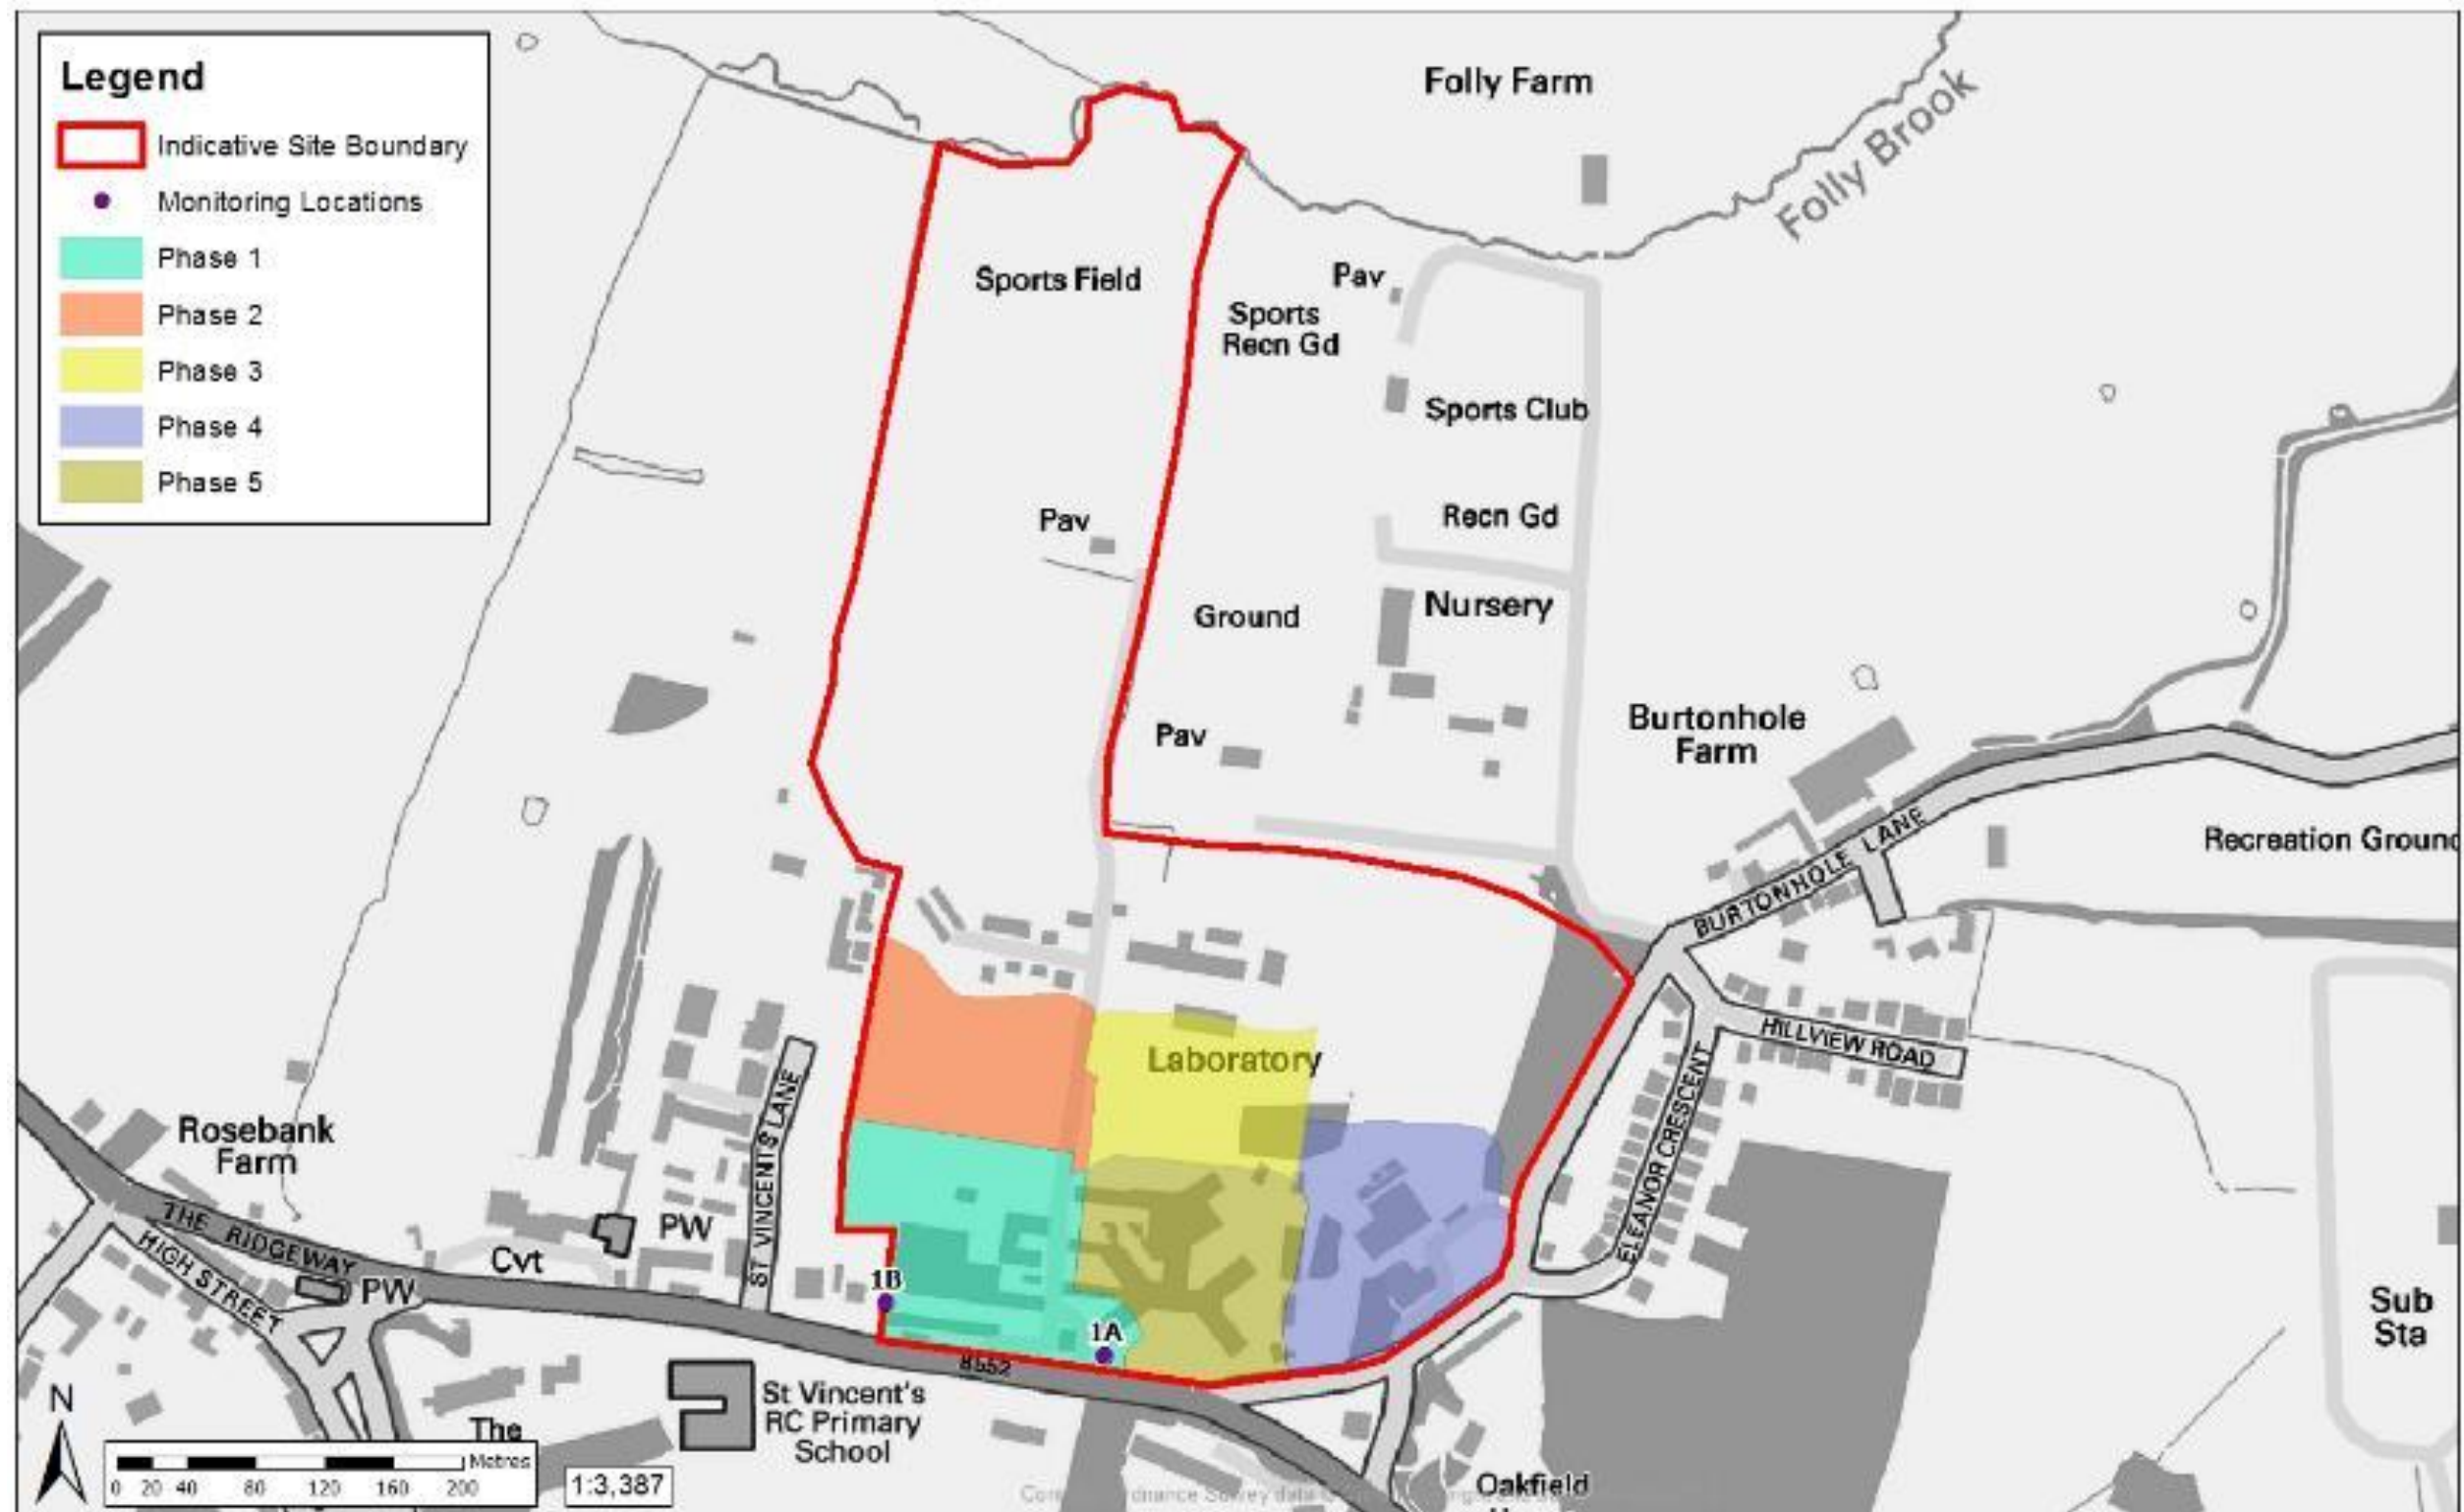 Legend
Indicative Site Boundary
Monitoring Locations
Phase 1
Phase 2
Phase 3
Phase 4
Phase 5
Folly Farm
Folly Brook
Sports Field
Pav
Sports
Recn Gd
Sports Club
Pav
Recn Gd
Ground
Nursery
Pav
Burtonhole
Farm
BURTONHOLE LANE
Recreation Ground
HILLVIEW ROAD
ELEANOR CRESCENT
Laboratory
Rosebank
Farm
THE RIDGEWAY
HIGH STREET
PW
Cvt
PW
ST VINCENT'S LANE
1B
1A
B552
St Vincent's
RC Primary
School
Sub
Sta
The
Oakfield
N
0 20 40 80 120 160 200
Metres
1:3,387